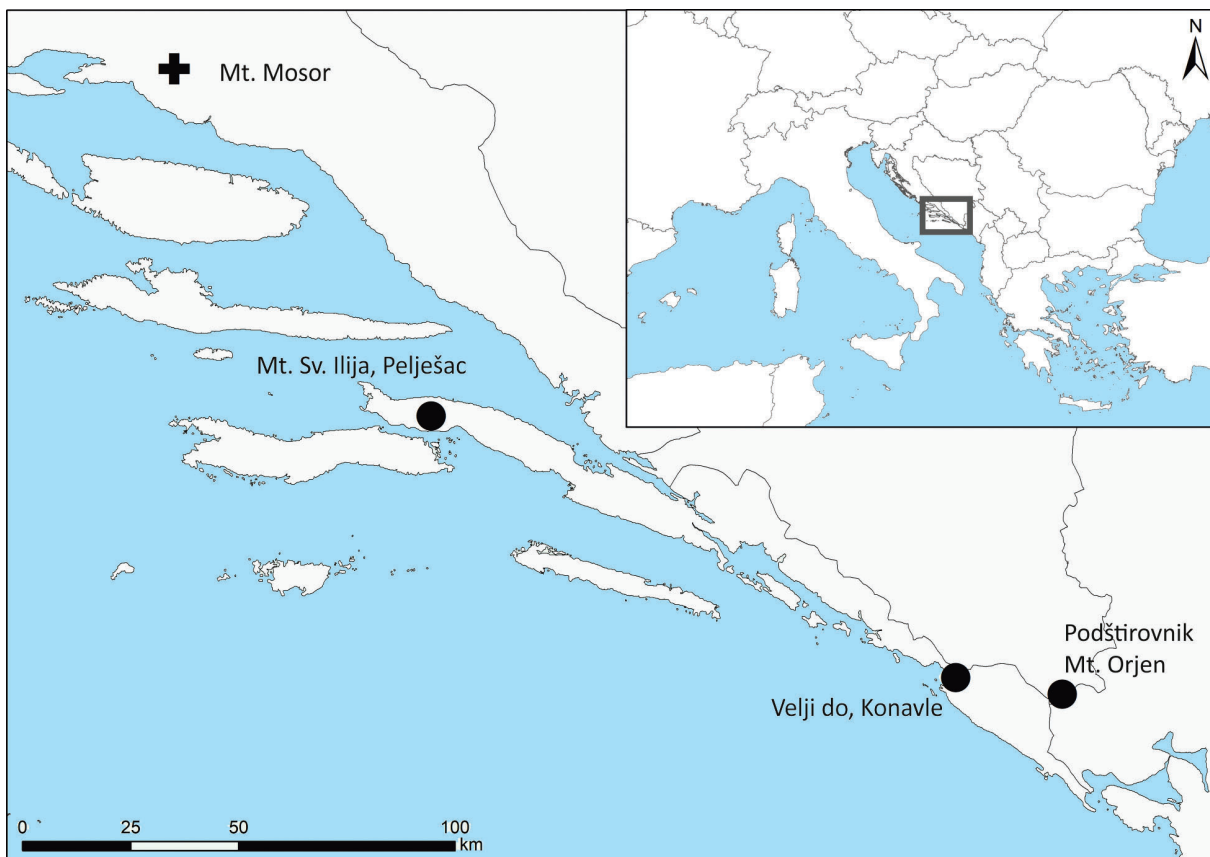 N
Mt. Mosor
Mt. Sv. Ilija, Pelješac
Podštirovnik
Mt. Orjen
Velji do, Konavle
0 25 50 100
km